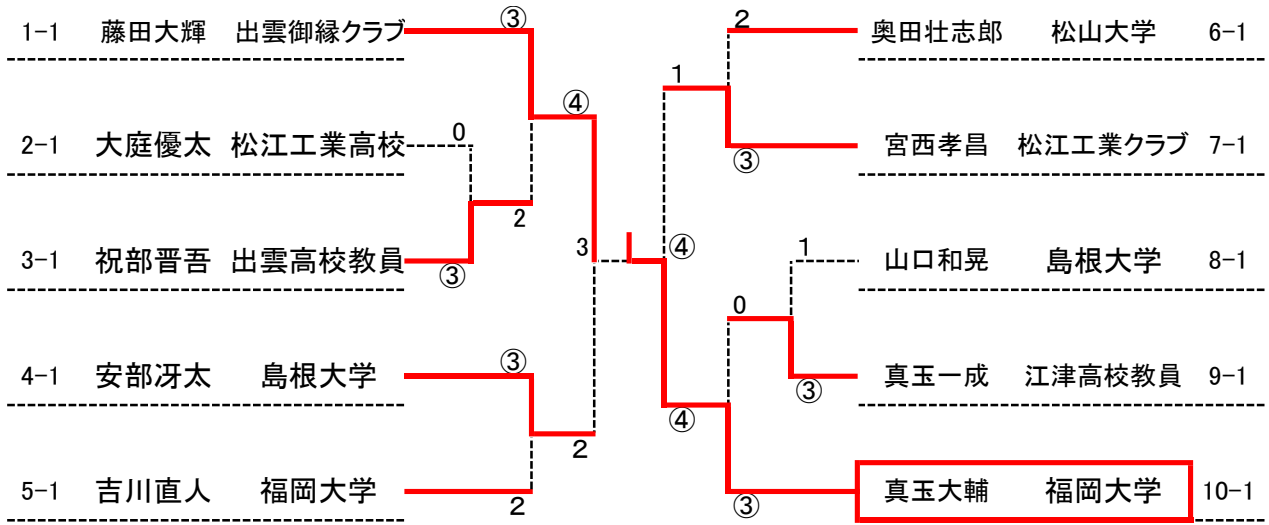 1-1 藤田大輝 出雲御縁クラブ ③
2-1 大庭優太 松江工業高校 0
④
2
3-1 祝部晋吾 出雲高校教員 ③
4-1 安部冴太 島根大学 ③
2
5-1 吉川直人 福岡大学 2
3 ④
2 奥田壮志郎 松山大学 6-1
1
③ 宮西孝昌 松江工業クラブ 7-1
1 山口和晃 島根大学 8-1
0
③ 真玉一成 江津高校教員 9-1
④
③ 真玉大輔 福岡大学 10-1